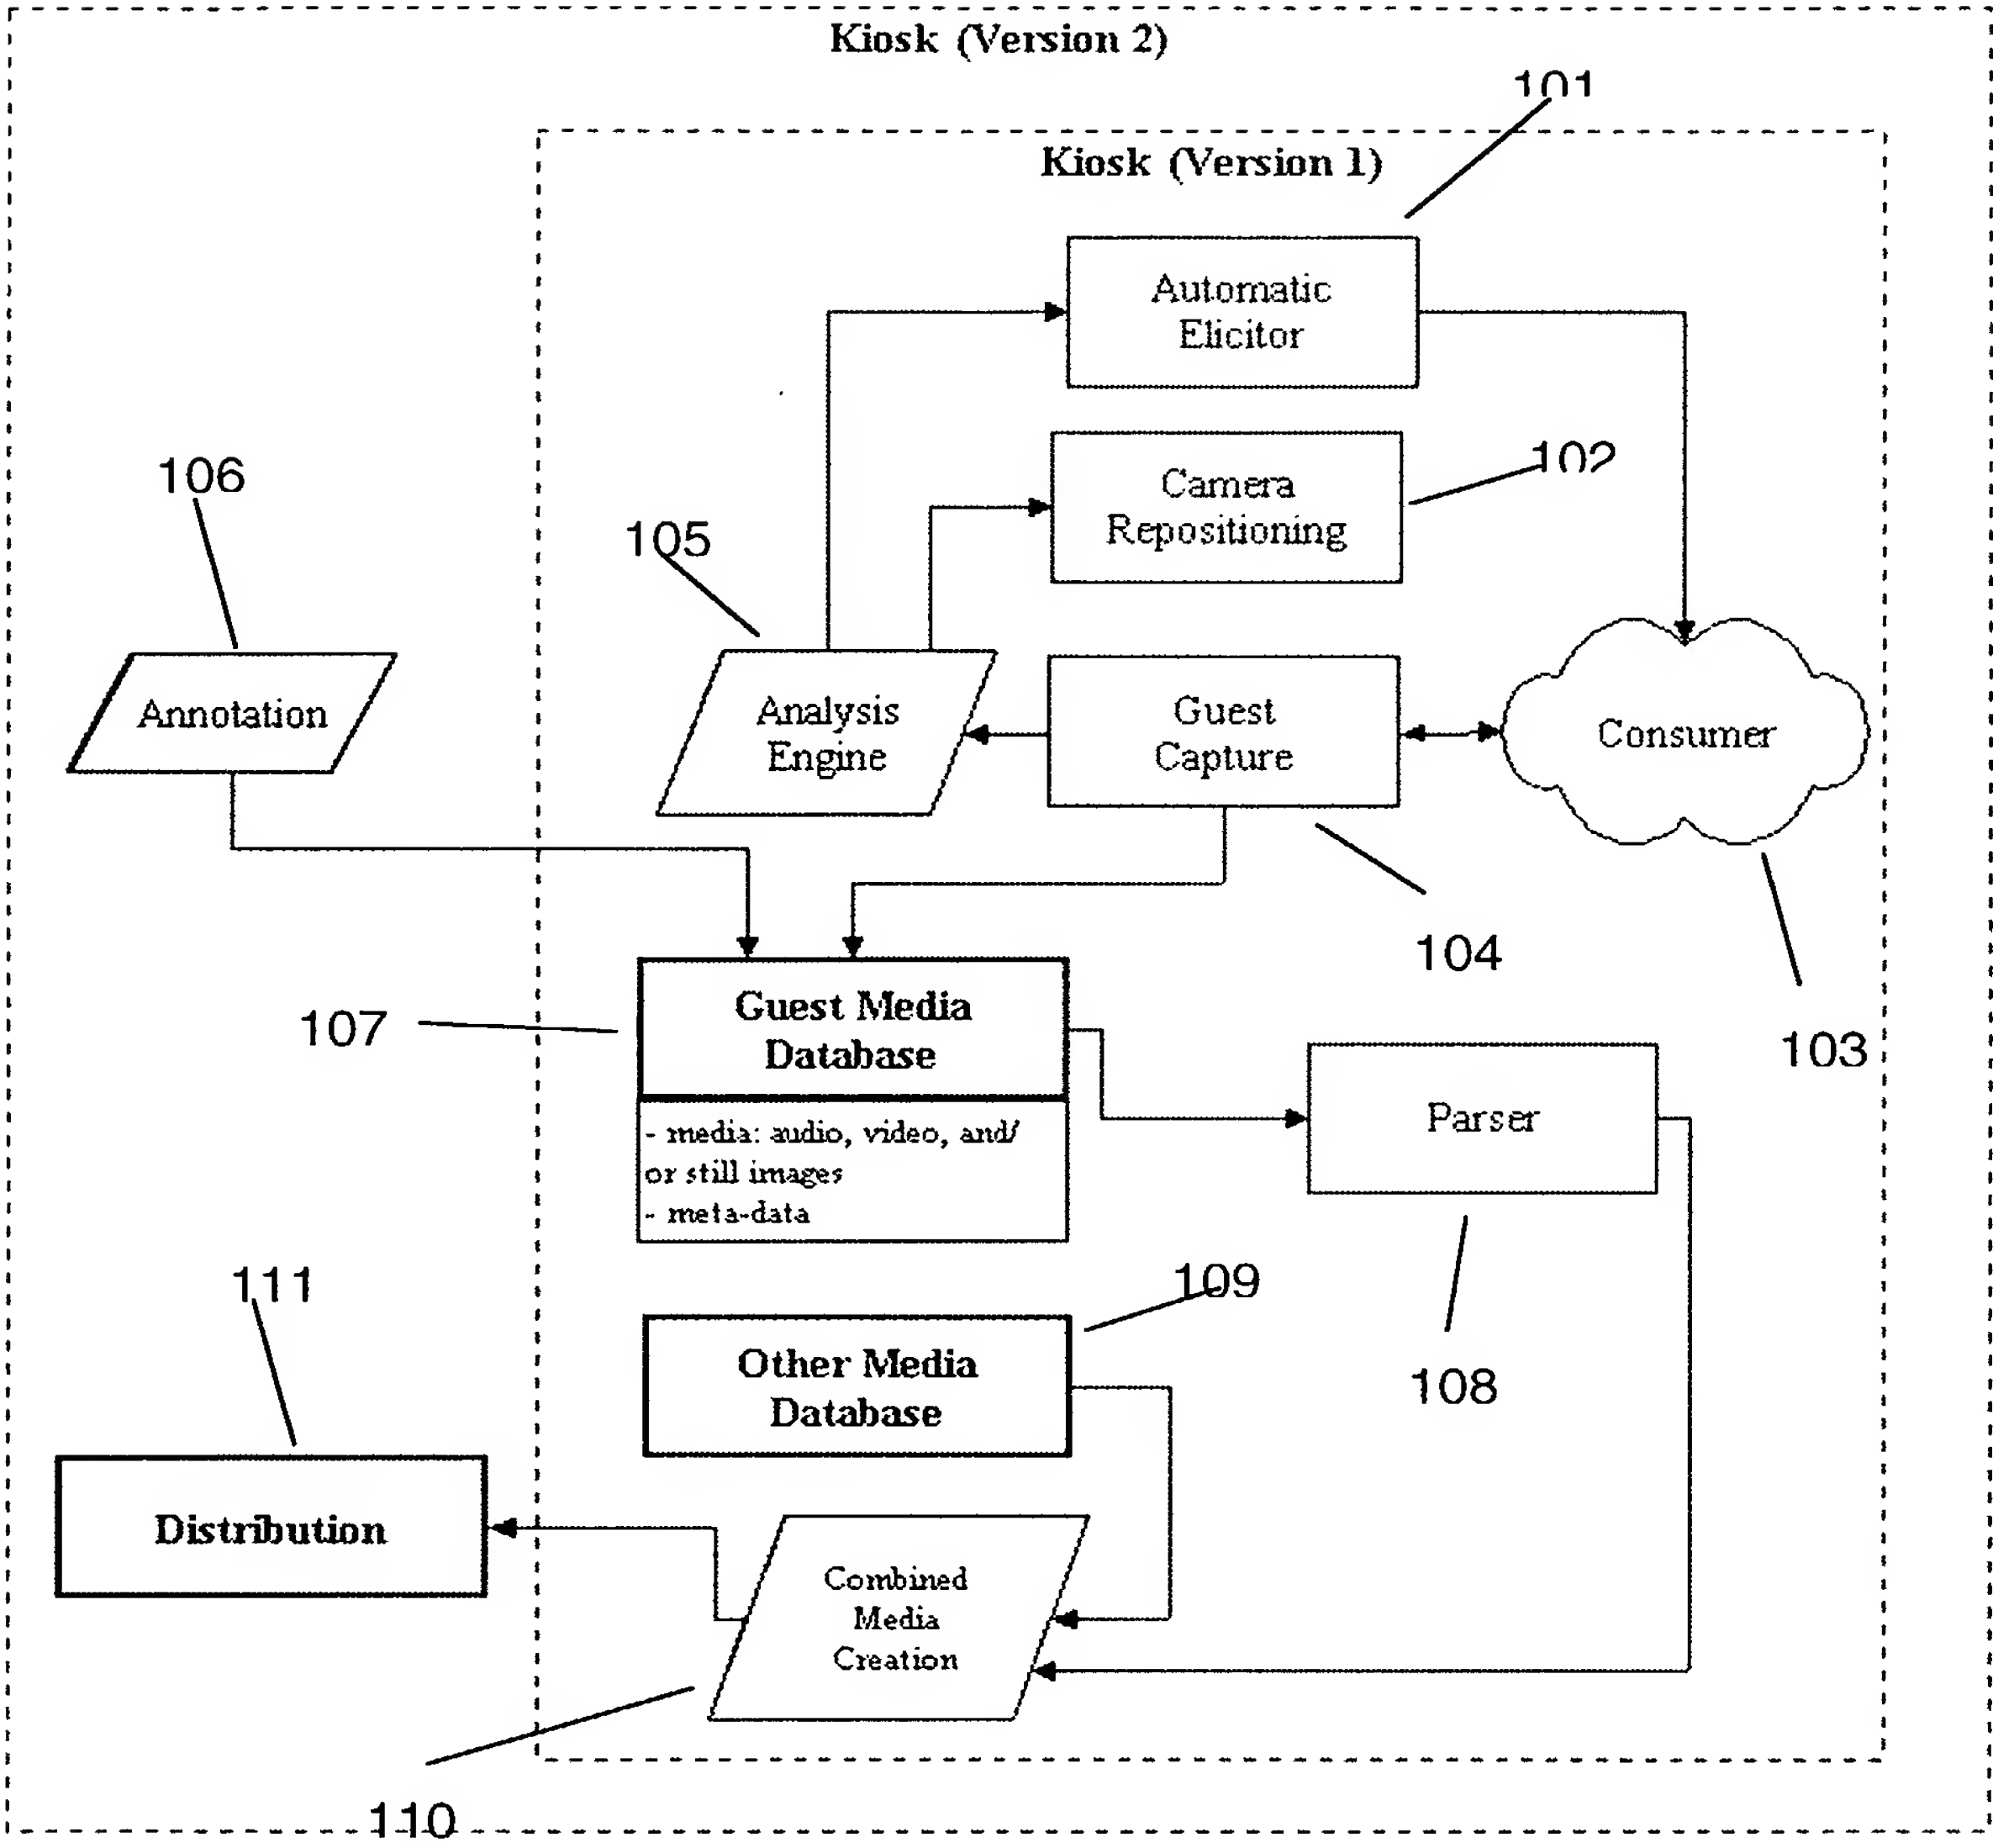 Kiosk (Version 2)
101
Kiosk (Version 1)
Automatic
Elicitor
102
Camera
Repositioning
106
105
Annotation
Analysis
Engine
Guest
Capture
Consumer
104
103
107
Guest Media
Database
- media: audio, video, and/
or still images
- meta-data
Parser
108
111
109
Other Media
Database
Distribution
Combined
Media
Creation
110